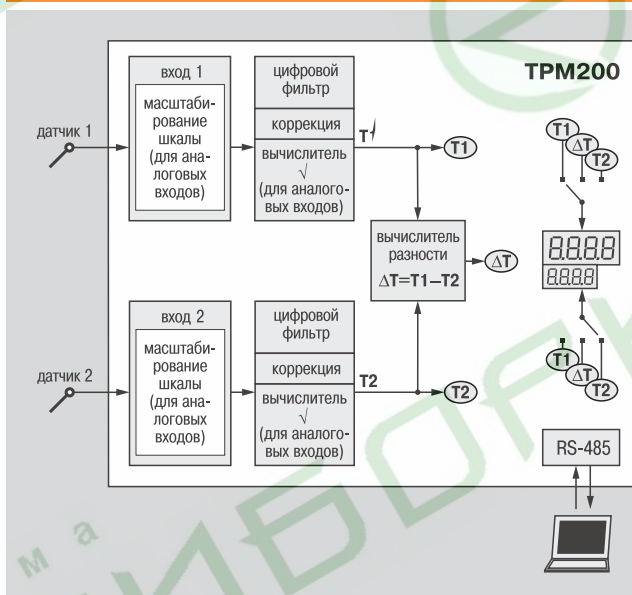 ТРМ200
датчик 1
вход 1
масштаби-
рование
шкалы
(для ана-
логовых
входов)
цифровой
фильтр
коррекция
вычислитель
√
(для аналого-
вых входов)
T1
T1
вычислитель
разности
ΔT=T1–T2
ΔT
T1
ΔT
T2
8.8.8.8
8.8.8.8
T1
ΔT
T2
датчик 2
вход 2
масштаби-
рование
шкалы
(для ана-
логовых
входов)
цифровой
фильтр
коррекция
вычислитель
√
(для аналого-
вых входов)
T2
T2
RS-485